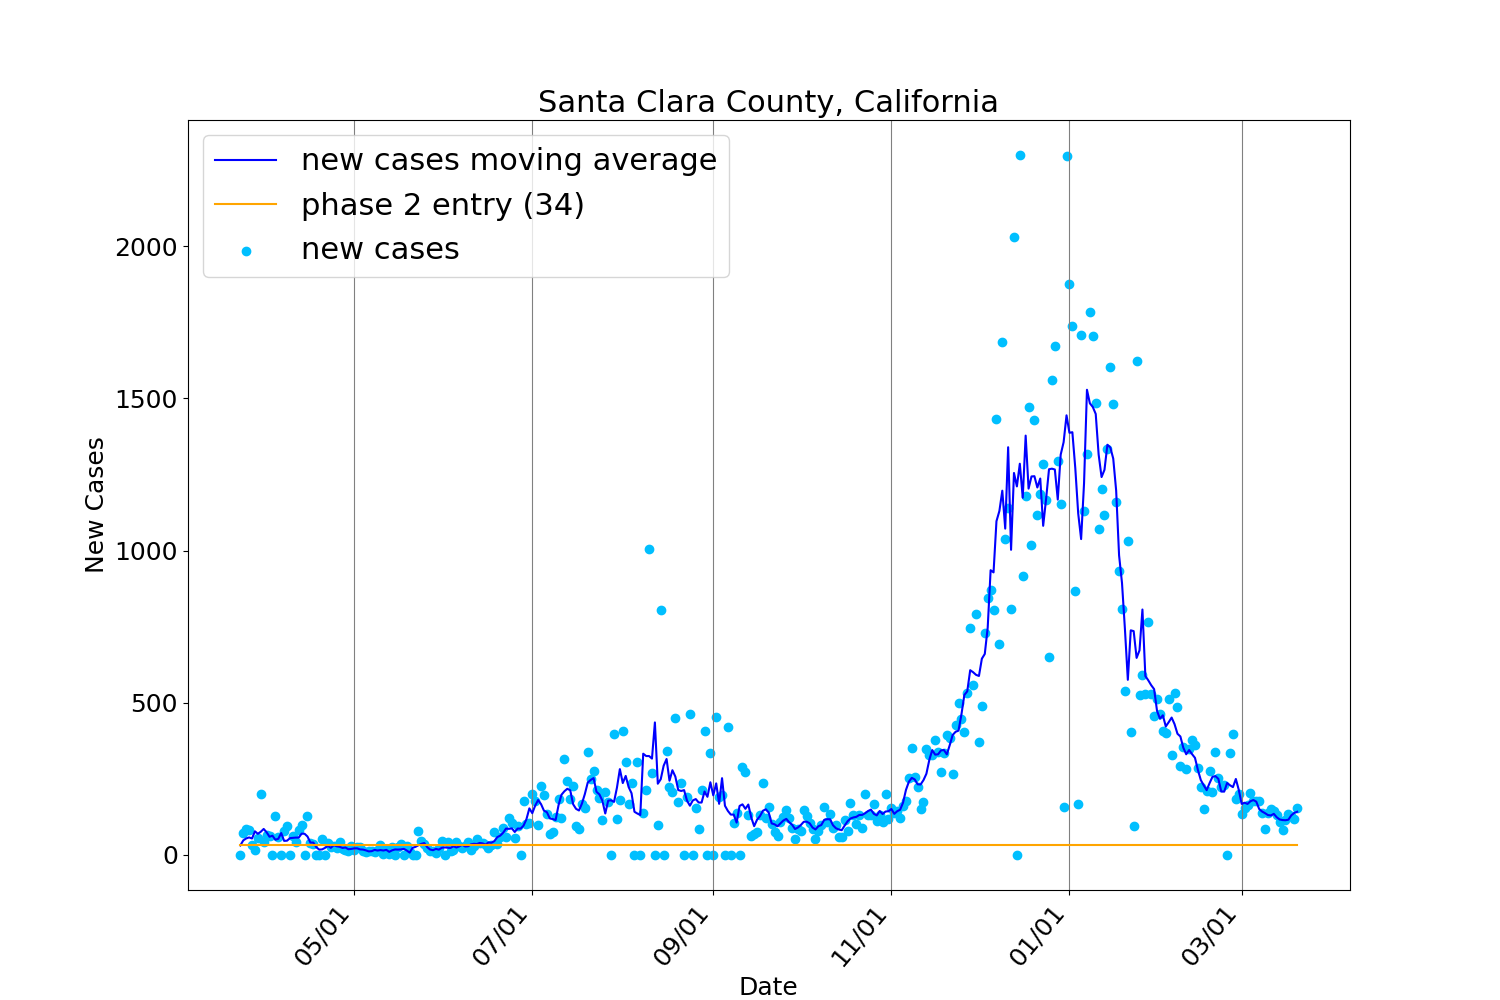 Santa Clara County, California
new cases moving average
phase 2 entry (34)
new cases
2000
1500
1000
500
0
New Cases
05/01
07/01
09/01
11/01
01/01
03/01
Date